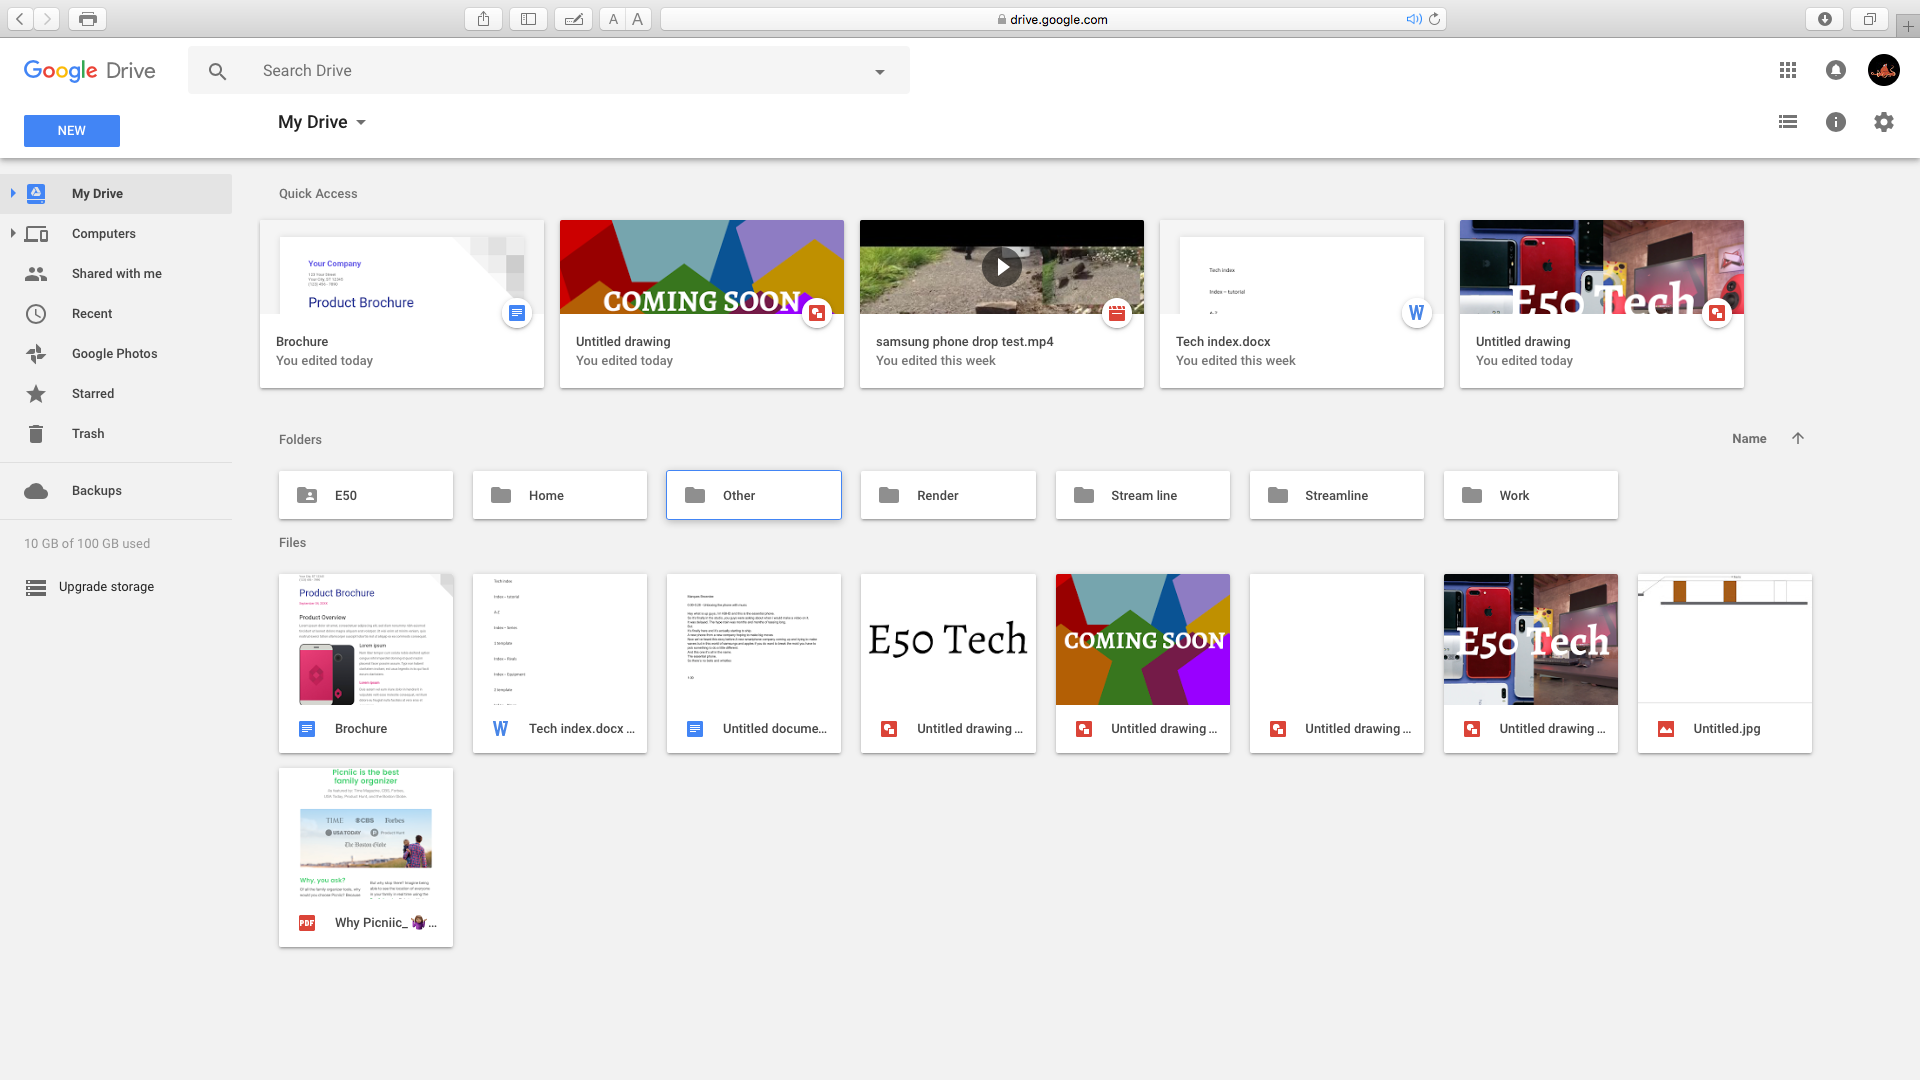 A A
drive.google.com
Google Drive
Search Drive
NEW
My Drive
My Drive
Computers
Shared with me
Recent
Google Photos
Starred
Trash
Backups
10 GB of 100 GB used
Upgrade storage
Quick Access
Your Company
Product Brochure
Brochure
You edited today
COMING SOON
Untitled drawing
You edited today
samsung phone drop test.mp4
You edited this week
Tech index
Index – tutorial
W
Tech index.docx
You edited this week
E50 Tech
Untitled drawing
You edited today
Folders
Name
E50
Home
Other
Render
Stream line
Streamline
Work
Files
Product Brochure
Product Overview
Lorem ipsum
Brochure
Tech index
Index – tutorial
W
Tech index.docx ...
Untitled docume...
E50 Tech
Untitled drawing ...
COMING SOON
Untitled drawing ...
Untitled drawing ...
E50 Tech
Untitled drawing ...
Untitled.jpg
Picniic is the best
family organizer
TIME CBS Forbes
USA TODAY Product Hunt
The Boston Globe
Why, you ask?
PDF
Why Picniic_ 🤷🏽‍♀️ ...